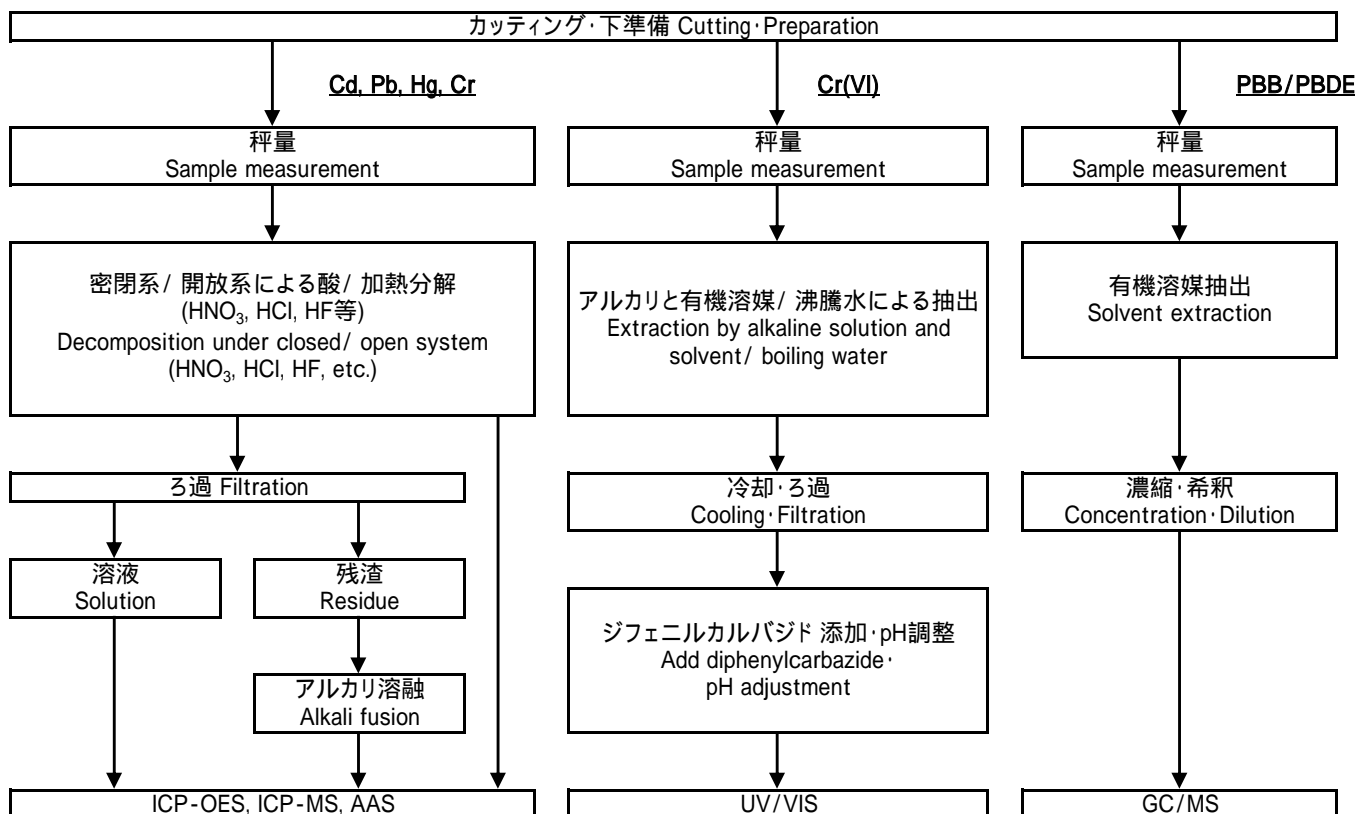 カッティング･下準備 Cutting･Preparation
Cd, Pb, Hg, Cr
秤量
Sample measurement
密閉系/ 開放系による酸/ 加熱分解
(HNO₃, HCl, HF等)
Decomposition under closed/ open system
(HNO₃, HCl, HF, etc.)
ろ過 Filtration
溶液
Solution
残渣
Residue
アルカリ溶融
Alkali fusion
ICP-OES, ICP-MS, AAS
Cr(VI)
秤量
Sample measurement
アルカリと有機溶媒/ 沸騰水による抽出
Extraction by alkaline solution and
solvent/ boiling water
冷却･ろ過
Cooling･Filtration
ジフェニルカルバジド 添加･pH調整
Add diphenylcarbazide･
pH adjustment
UV/VIS
PBB/PBDE
秤量
Sample measurement
有機溶媒抽出
Solvent extraction
濃縮･希釈
Concentration･Dilution
GC/MS